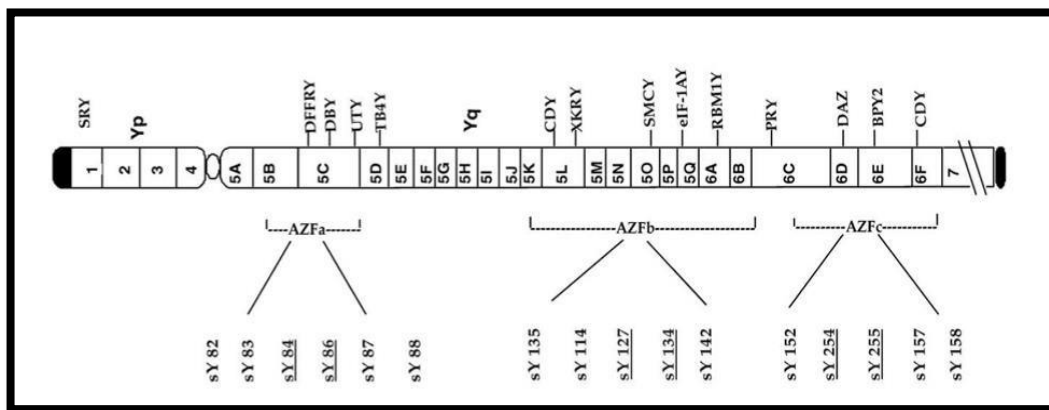 SRY
DFFRY
DBY
UTY
TB4Y
CDY
XKRY
SMCY
eIF-1AY
RBM1Y
PRY
DAZ
BPY2
CDY
Yp
Yq
1
2
3
4
5A
5B
5C
5D
5E
5F
5G
5H
5I
5J
5K
5L
5M
5N
5O
5P
5Q
6A
6B
6C
6D
6E
6F
7
AZFa
AZFb
AZFc
sY 82
sY 83
sY 84
sY 86
sY 87
sY 88
sY 135
sY 114
sY 127
sY 134
sY 142
sY 152
sY 254
sY 255
sY 157
sY 158